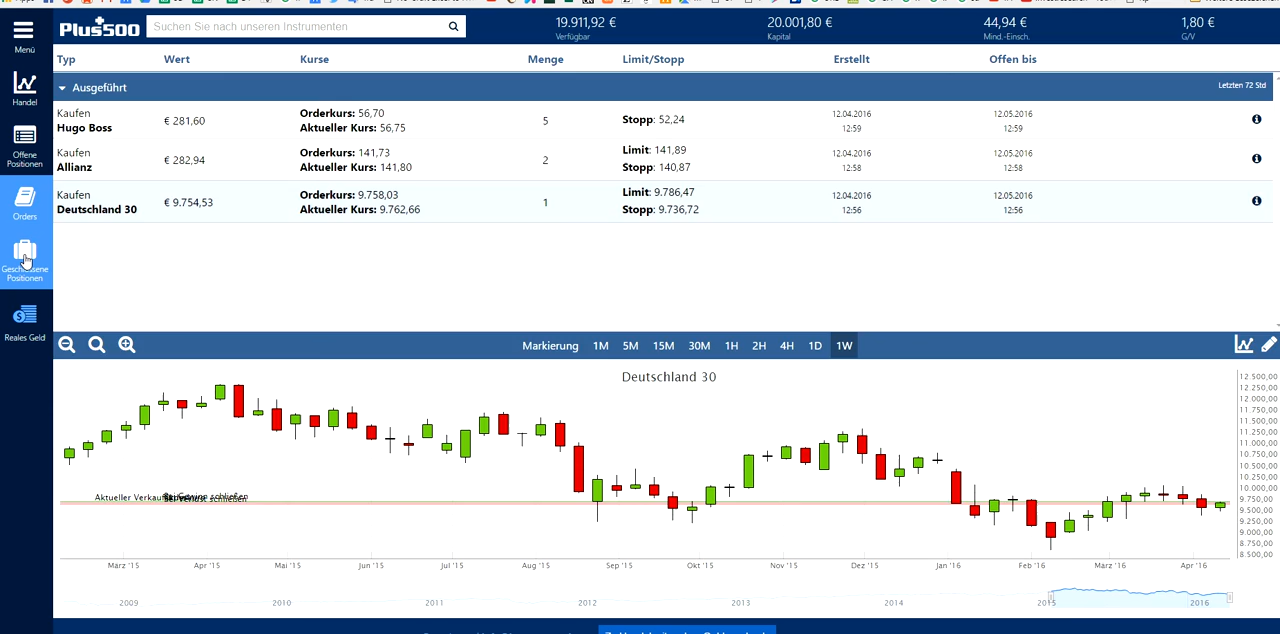 Plus500
Suchen Sie nach unseren Instrumenten
19.911,92 €
Verfügbar
20.001,80 €
Kapital
44,94 €
Mind.-Einsch.
1,80 €
G/V
Menü
Handel
Offene
Positionen
Orders
Positionen
Reales Geld
Typ Wert Kurse Menge Limit/Stopp Erstellt Offen bis
Ausgeführt Letzten 72 Std
Kaufen
Hugo Boss
€ 281,60
Orderkurs: 56,70
Aktueller Kurs: 56,75
5
Stopp: 52,24
12.04.2016
12:59
12.05.2016
12:59
Kaufen
Allianz
€ 282,94
Orderkurs: 141,73
Aktueller Kurs: 141,80
2
Limit: 141,89
Stopp: 140,87
12.04.2016
12:58
12.05.2016
12:58
Kaufen
Deutschland 30
€ 9.754,53
Orderkurs: 9.758,03
Aktueller Kurs: 9.762,66
1
Limit: 9.786,47
Stopp: 9.736,72
12.04.2016
12:56
12.05.2016
12:56
Markierung 1M 5M 15M 30M 1H 2H 4H 1D 1W
Deutschland 30
12.500,00
12.250,00
12.000,00
11.750,00
11.500,00
11.250,00
11.000,00
10.750,00
10.500,00
10.250,00
10.000,00
9.750,00
9.500,00
9.250,00
9.000,00
8.750,00
8.500,00
Aktueller
schließen
März '15 Apr '15 Mai '15 Jun '15 Jul '15 Aug '15 Sep '15 Okt '15 Nov '15 Dez '15 Jan '16 Feb '16 März '16 Apr '16
2009 2010 2011 2012 2013 2014 2015 2016